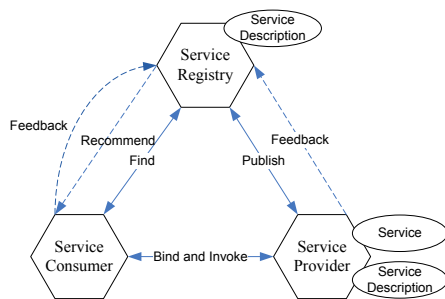 Service
Description
Service
Registry
Feedback
Recommend
Feedback
Find
Publish
Service
Consumer
Bind and Invoke
Service
Provider
Service
Service
Description